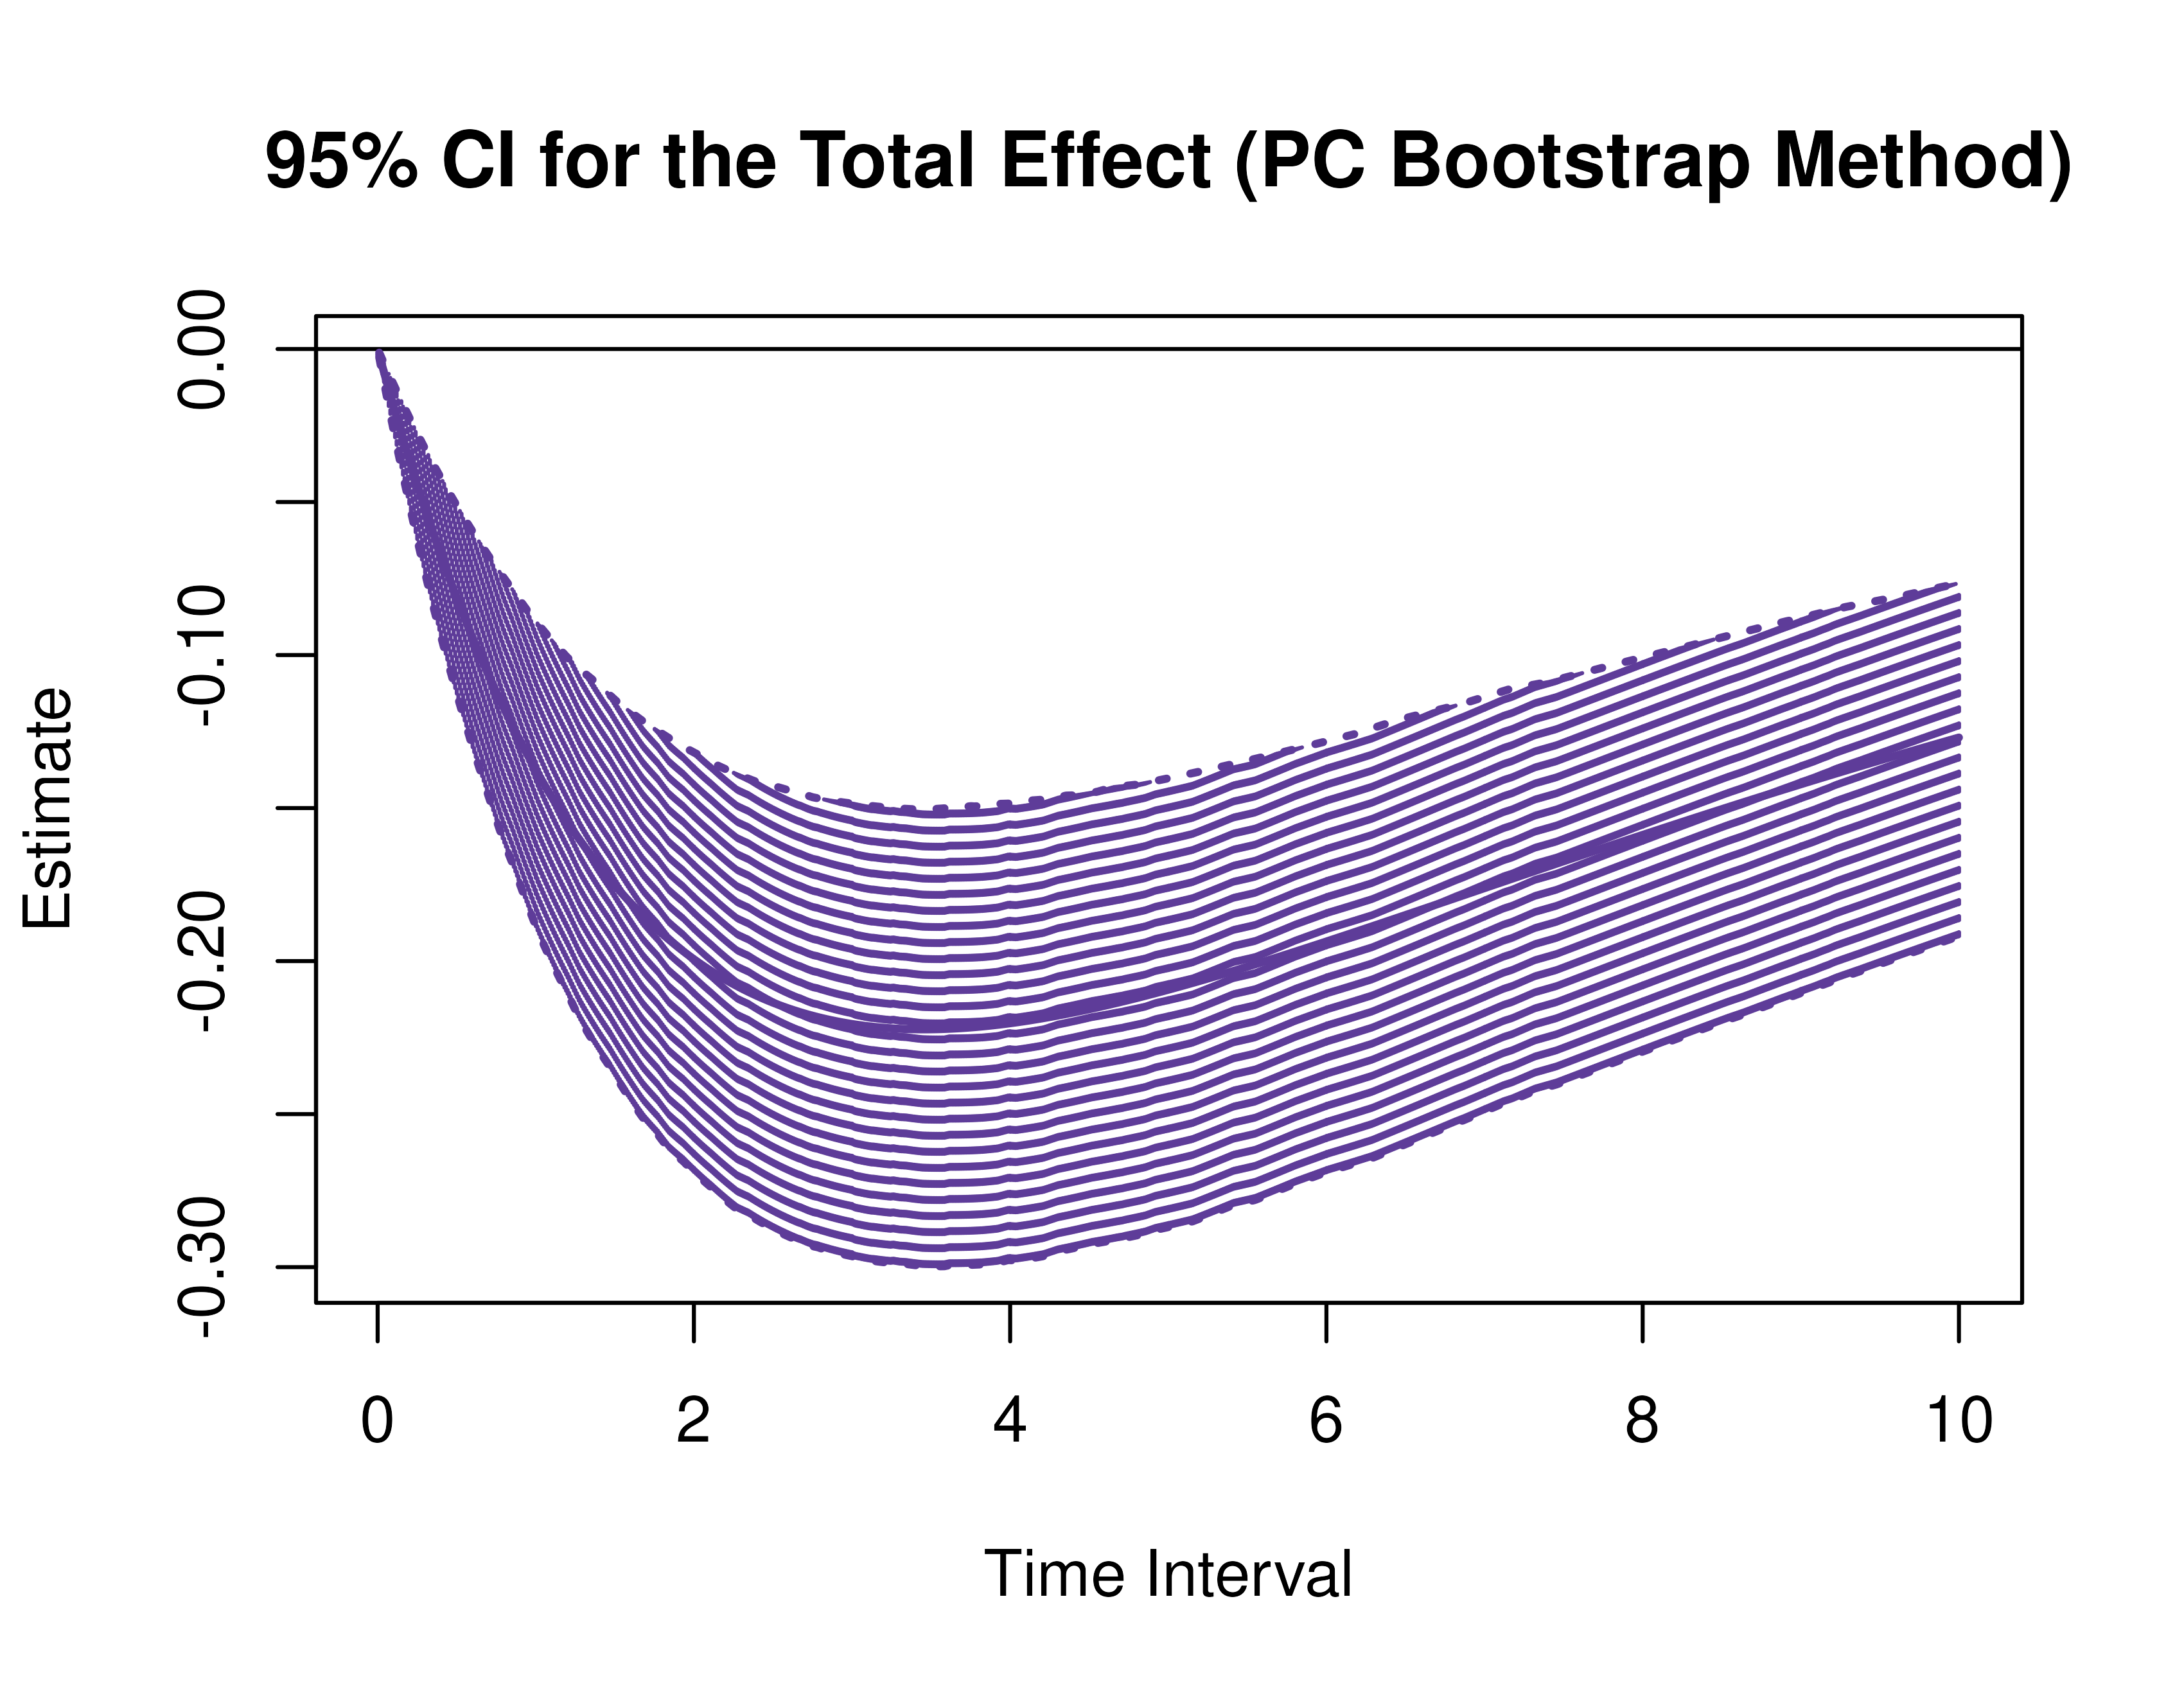 95% CI for the Total Effect (PC Bootstrap Method)
Estimate
0.00
-0.10
-0.20
-0.30
0 2 4 6 8 10
Time Interval